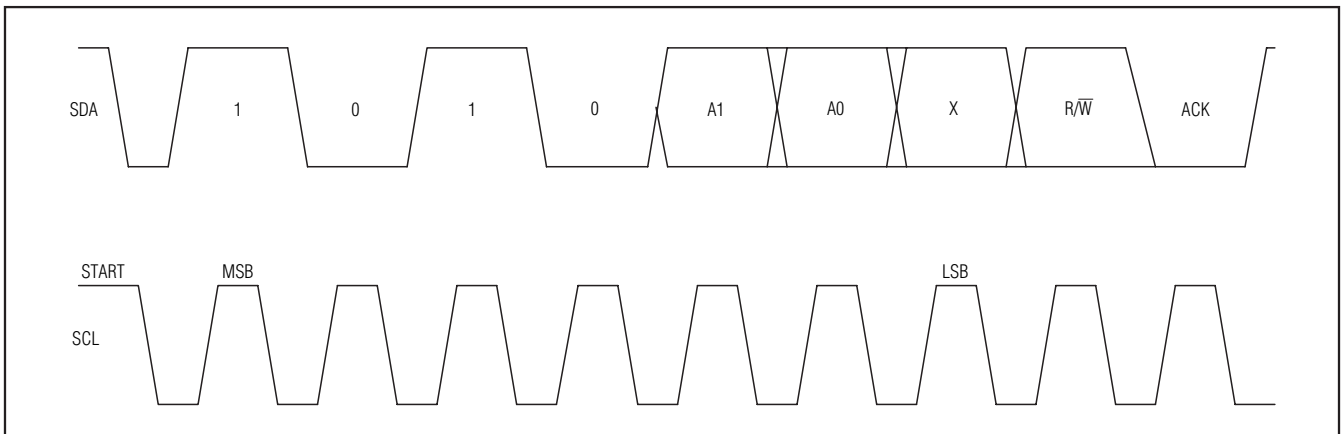 SDA 1 0 1 0 A1 A0 X R/W̅ ACK
START MSB LSB
SCL